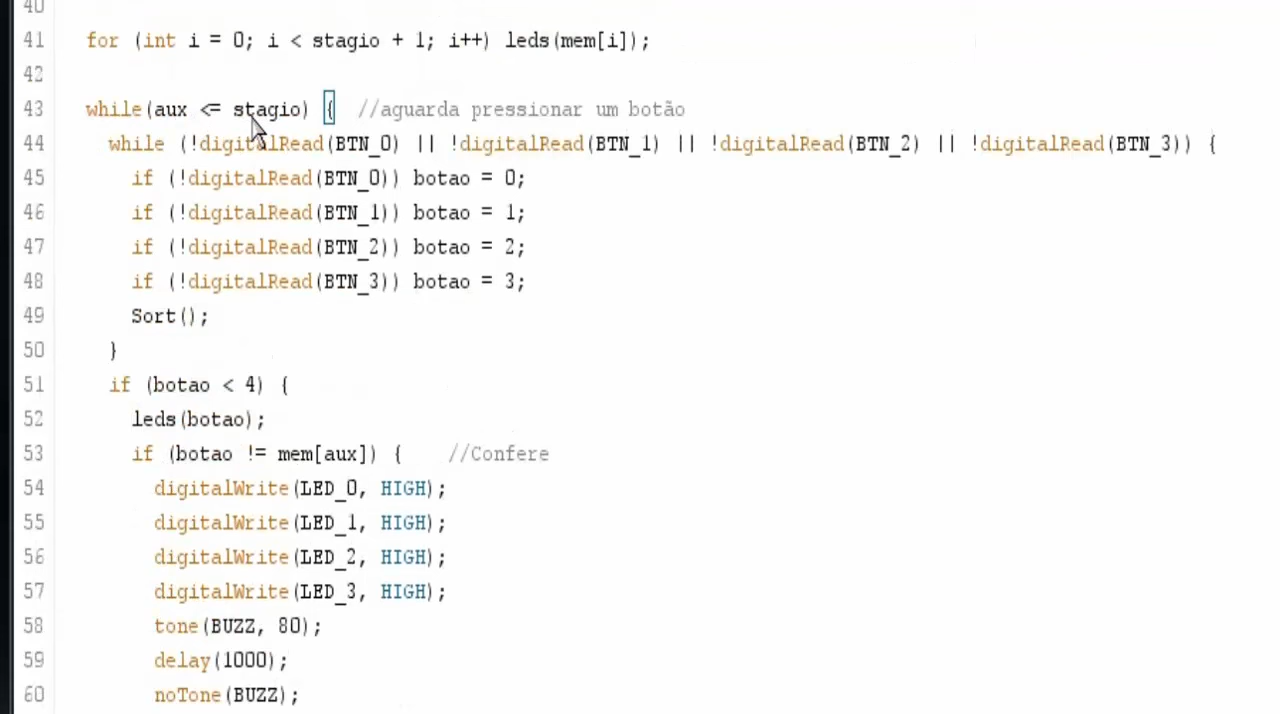 40
41 for (int i = 0; i < stagio + 1; i++) leds(mem[i]);
42
43 while(aux <= stagio) { //aguarda pressionar um botão
44 while (!digitalRead(BTN_0) || !digitalRead(BTN_1) || !digitalRead(BTN_2) || !digitalRead(BTN_3)) {
45 if (!digitalRead(BTN_0)) botao = 0;
46 if (!digitalRead(BTN_1)) botao = 1;
47 if (!digitalRead(BTN_2)) botao = 2;
48 if (!digitalRead(BTN_3)) botao = 3;
49 Sort();
50 }
51 if (botao < 4) {
52 leds(botao);
53 if (botao != mem[aux]) { //Confere
54 digitalWrite(LED_0, HIGH);
55 digitalWrite(LED_1, HIGH);
56 digitalWrite(LED_2, HIGH);
57 digitalWrite(LED_3, HIGH);
58 tone(BUZZ, 80);
59 delay(1000);
60 noTone(BUZZ);